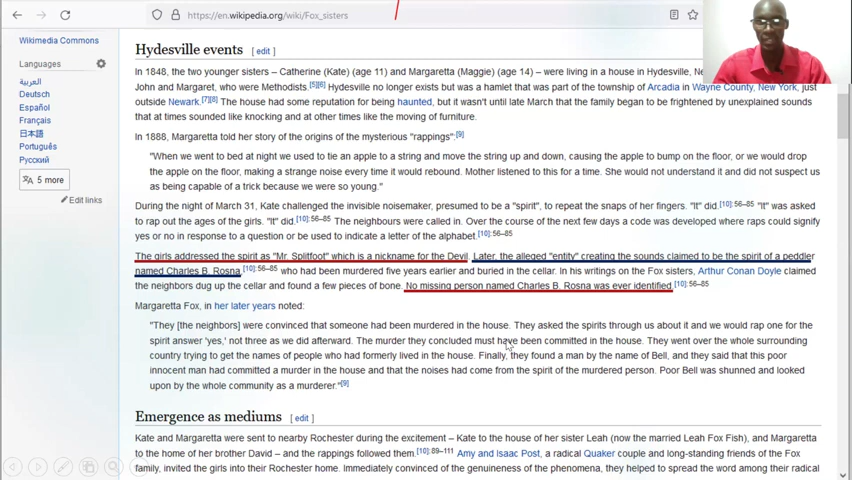 https://en.wikipedia.org/wiki/Fox_sisters
Wikimedia Commons
Languages
العربية
Deutsch
Español
Français
日本語
Português
Русский
5 more
Edit links
Hydesville events [ edit ]
In 1848, the two younger sisters – Catherine (Kate) (age 11) and Margaretta (Maggie) (age 14) – were living in a house in Hydesville,
John and Margaret, who were Methodists.[5][6] Hydesville no longer exists but was a hamlet that was part of the township of Arcadia in Wayne County, New York, just
outside Newark.[7][8] The house had some reputation for being haunted, but it wasn't until late March that the family began to be frightened by unexplained sounds
that at times sounded like knocking and at other times like the moving of furniture.
In 1888, Margaretta told her story of the origins of the mysterious "rappings":[9]
"When we went to bed at night we used to tie an apple to a string and move the string up and down, causing the apple to bump on the floor, or we would drop
the apple on the floor, making a strange noise every time it would rebound. Mother listened to this for a time. She would not understand it and did not suspect us
as being capable of a trick because we were so young."
During the night of March 31, Kate challenged the invisible noisemaker, presumed to be a "spirit", to repeat the snaps of her fingers. "It" did.[10]:56–85 "It" was asked
to rap out the ages of the girls. "It" did.[10]:56–85 The neighbours were called in. Over the course of the next few days a code was developed where raps could signify
yes or no in response to a question or be used to indicate a letter of the alphabet.[10]:56–85
The girls addressed the spirit as "Mr. Splitfoot" which is a nickname for the Devil. Later, the alleged "entity" creating the sounds claimed to be the spirit of a peddler
named Charles B. Rosna,[10]:56–85 who had been murdered five years earlier and buried in the cellar. In his writings on the Fox sisters, Arthur Conan Doyle claimed
the neighbors dug up the cellar and found a few pieces of bone. No missing person named Charles B. Rosna was ever identified.[10]:56–85
Margaretta Fox, in her later years noted:
"They [the neighbors] were convinced that someone had been murdered in the house. They asked the spirits through us about it and we would rap one for the
spirit answer 'yes,' not three as we did afterward. The murder they concluded must have been committed in the house. They went over the whole surrounding
country trying to get the names of people who had formerly lived in the house. Finally, they found a man by the name of Bell, and they said that this poor
innocent man had committed a murder in the house and that the noises had come from the spirit of the murdered person. Poor Bell was shunned and looked
upon by the whole community as a murderer."[9]
Emergence as mediums [ edit ]
Kate and Margaretta were sent to nearby Rochester during the excitement – Kate to the house of her sister Leah (now the married Leah Fox Fish), and Margaretta
to the home of her brother David – and the rappings followed them.[10]:89–111 Amy and Isaac Post, a radical Quaker couple and long-standing friends of the Fox
family, invited the girls into their Rochester home. Immediately convinced of the genuineness of the phenomena, they helped to spread the word among their radical